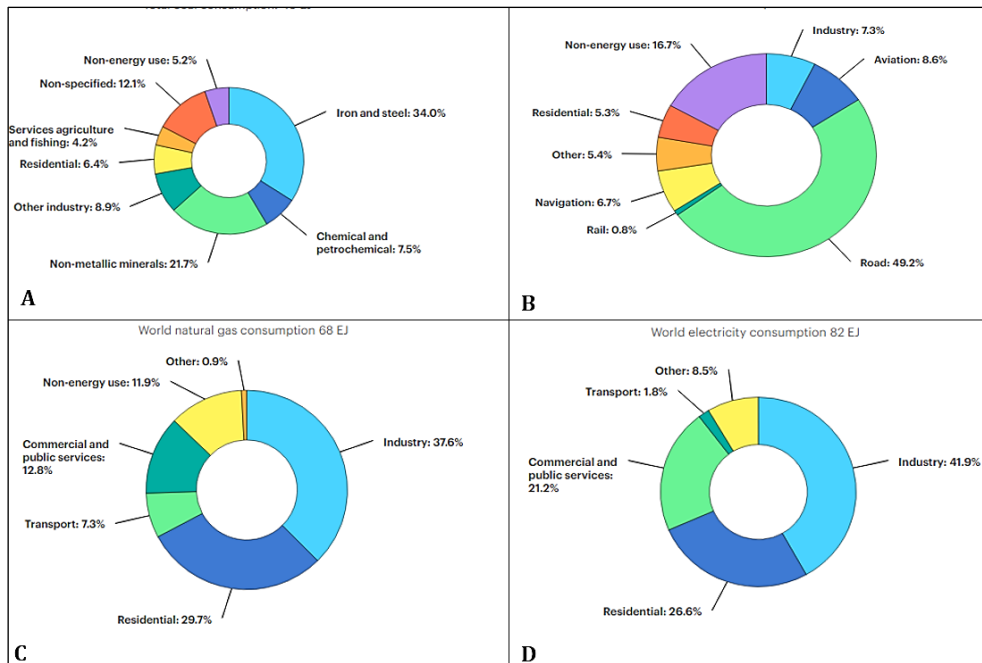 Non-energy use: 5.2%
Non-specified: 12.1%
Iron and steel: 34.0%
Services agriculture
and fishing: 4.2%
Residential: 6.4%
Other industry: 8.9%
Chemical and
petrochemical: 7.5%
Non-metallic minerals: 21.7%
A
Industry: 7.3%
Non-energy use: 16.7%
Aviation: 8.6%
Residential: 5.3%
Other: 5.4%
Navigation: 6.7%
Rail: 0.8%
Road: 49.2%
B
World natural gas consumption 68 EJ
Other: 0.9%
Non-energy use: 11.9%
Industry: 37.6%
Commercial and
public services:
12.8%
Transport: 7.3%
Residential: 29.7%
C
World electricity consumption 82 EJ
Other: 8.5%
Transport: 1.8%
Commercial and
public services:
21.2%
Industry: 41.9%
Residential: 26.6%
D